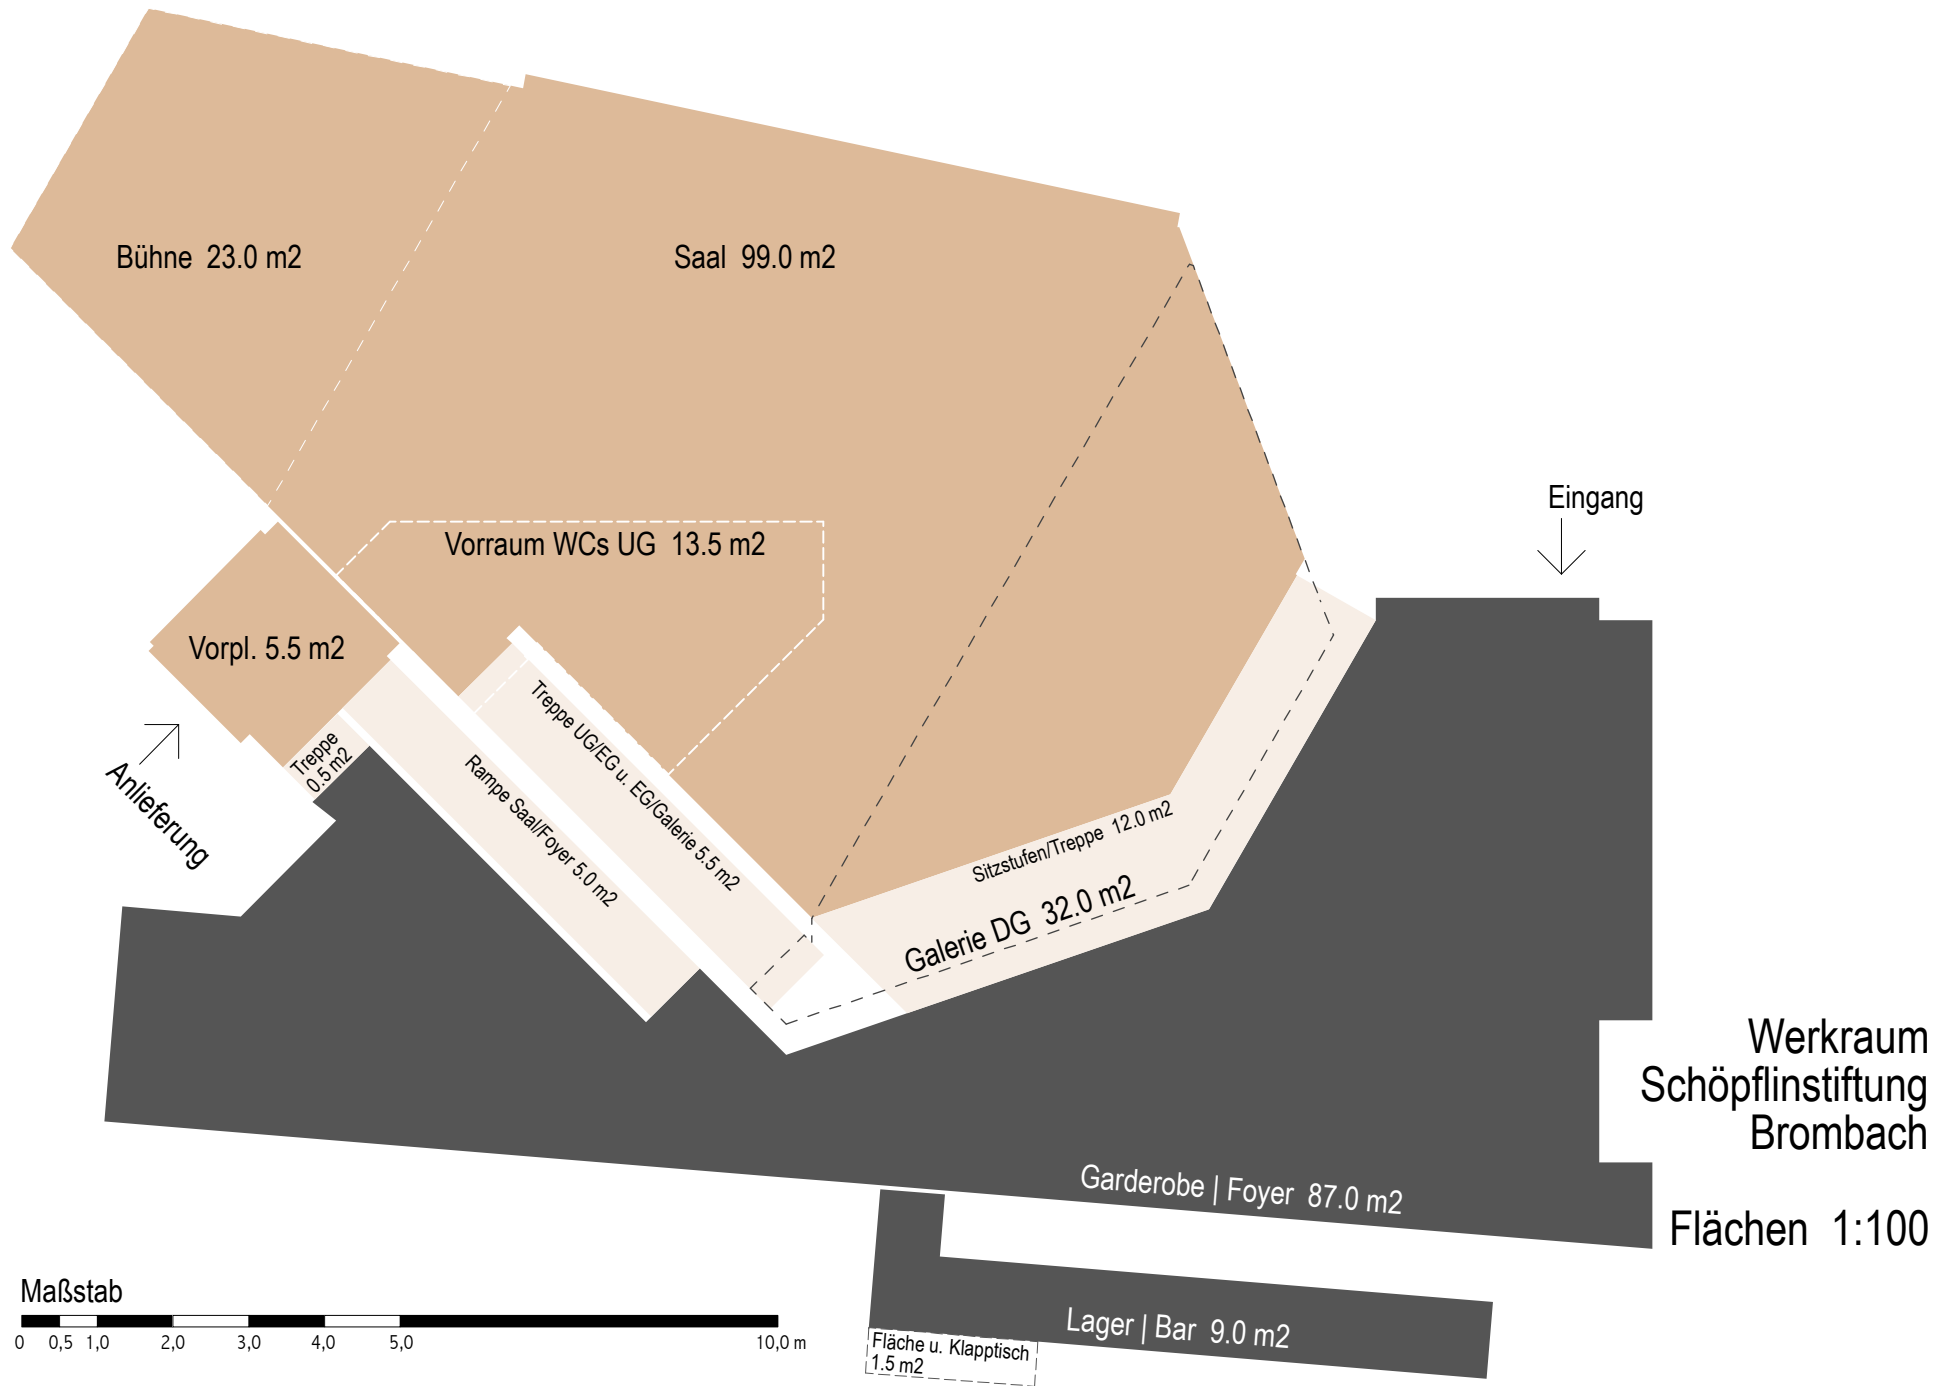 Bühne  23.0 m2
Saal  99.0 m2
Eingang
Vorraum WCs UG  13.5 m2
Vorpl. 5.5 m2
Treppe
0.5 m2
Anlieferung
Treppe UG/EG u. EG/Galerie 5.5 m2
Rampe Saal/Foyer 5.0 m2
Sitzstufen/Treppe  12.0 m2
Galerie DG  32.0 m2
Werkraum
Schöpflinstiftung
Brombach
Garderobe | Foyer  87.0 m2
Flächen  1:100
Maßstab
0 0,5 1,0 2,0 3,0 4,0 5,0 10,0 m
Lager | Bar  9.0 m2
Fläche u. Klapptisch
1.5 m2